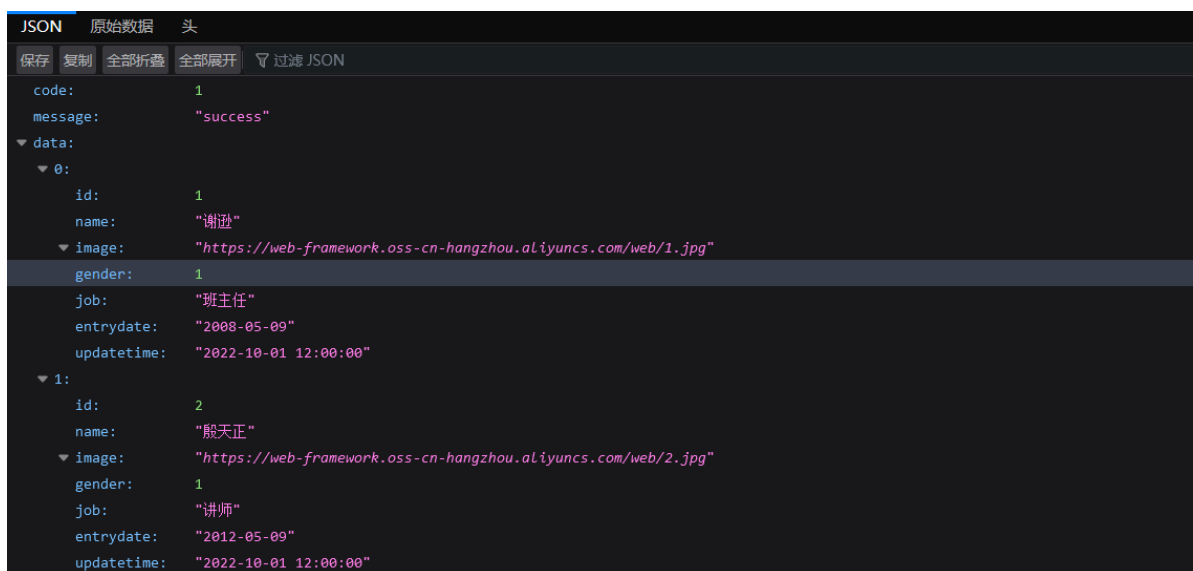 JSON 原始数据 头
保存 复制 全部折叠 全部展开 过滤 JSON
code: 1
message: "success"
data:
0:
id: 1
name: "谢逊"
image: "https://web-framework.oss-cn-hangzhou.aliyuncs.com/web/1.jpg"
gender: 1
job: "班主任"
entrydate: "2008-05-09"
updatetime: "2022-10-01 12:00:00"
1:
id: 2
name: "殷天正"
image: "https://web-framework.oss-cn-hangzhou.aliyuncs.com/web/2.jpg"
gender: 1
job: "讲师"
entrydate: "2012-05-09"
updatetime: "2022-10-01 12:00:00"